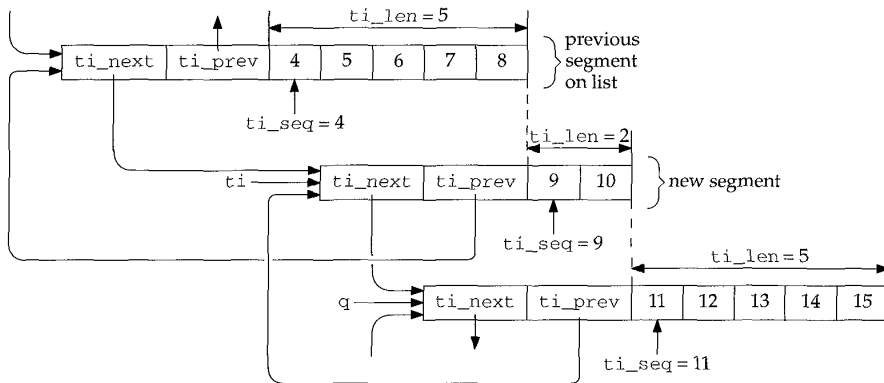 ti_len = 5
ti_next ti_prev 4 5 6 7 8
previous
segment
on list
ti_seq = 4
ti_len = 2
ti
ti_next ti_prev 9 10
new segment
ti_seq = 9
ti_len = 5
q
ti_next ti_prev 11 12 13 14 15
ti_seq = 11